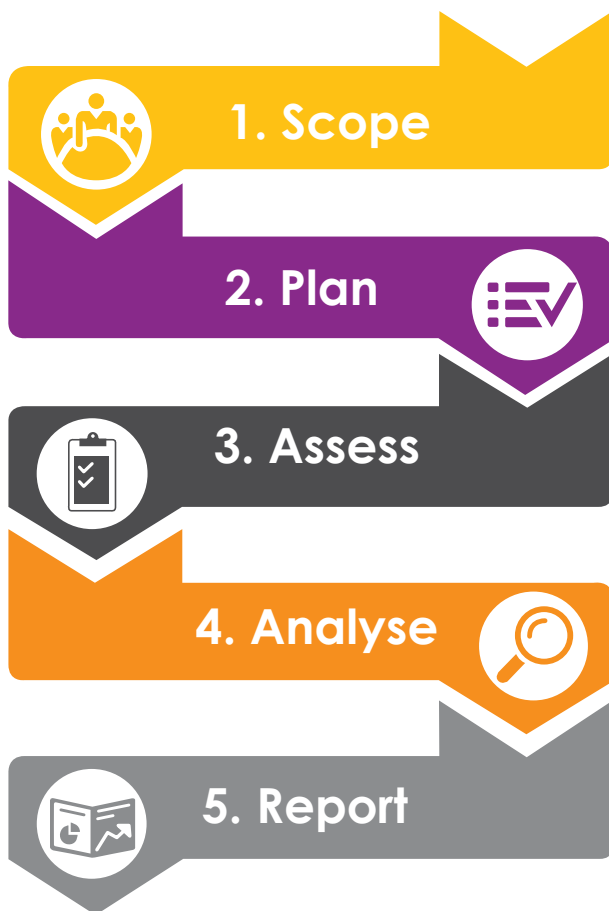 1. Scope
2. Plan
3. Assess
4. Analyse
5. Report